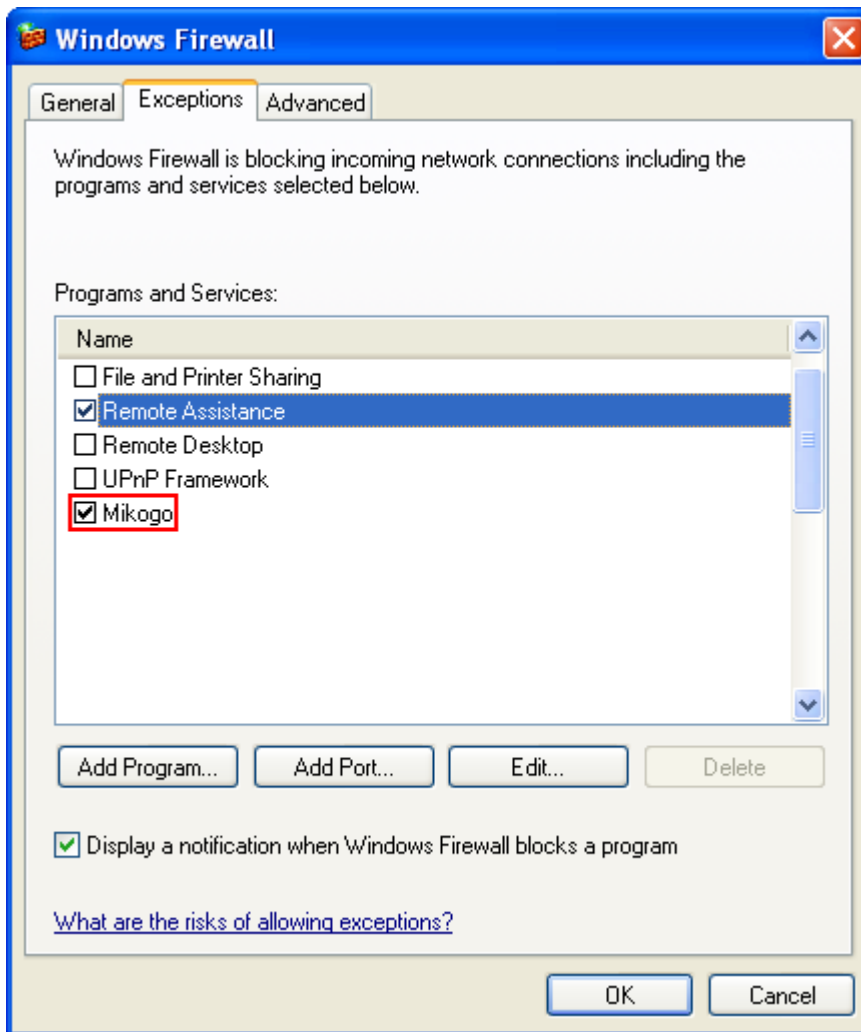 Windows Firewall
General Exceptions Advanced
Windows Firewall is blocking incoming network connections including the
programs and services selected below.
Programs and Services:
Name
File and Printer Sharing
Remote Assistance
Remote Desktop
UPnP Framework
Mikogo
Add Program... Add Port... Edit... Delete
Display a notification when Windows Firewall blocks a program
What are the risks of allowing exceptions?
OK Cancel